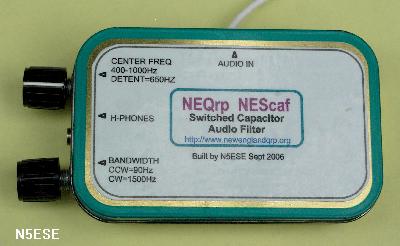 CENTER FREQ
400-1000Hz
DETENT=650HZ
AUDIO IN
NEQrp NEScaf
Switched Capacitor
Audio Filter
http://www.newenglandqrp.org
H-PHONES
Built by N5ESE Sept 2006
BANDWIDTH
CCW=90Hz
CW=1500Hz
N5ESE